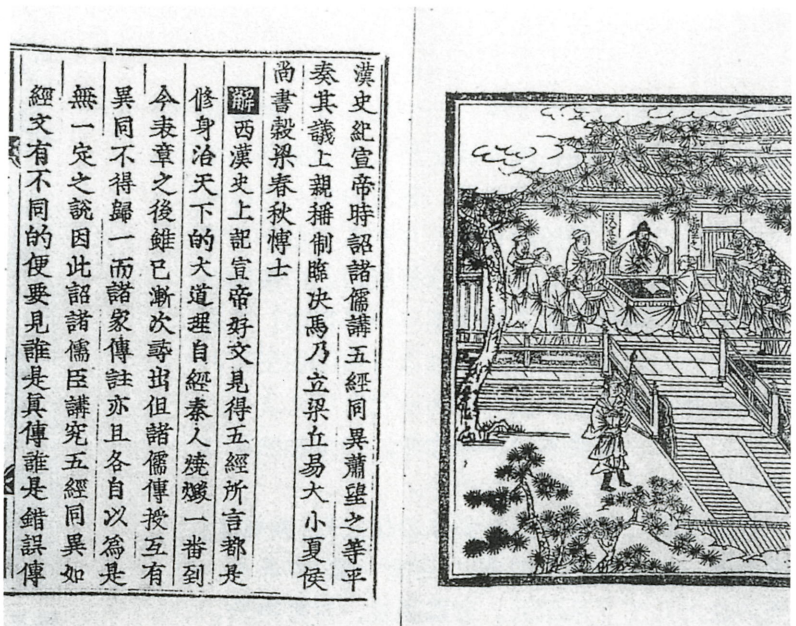 漢史紀宣帝時詔諸儒講五經同異蕭望之等平
奏其議上親稱制臨决焉乃立梁丘易大小夏侯
尚書穀梁春秋博士
解 西漢史上記宣帝好文見得五經所言都是
修身治天下的大道理自經秦人燒燬一番到
今表章之後雖已漸次尋出但諸儒傳授互有
異同不得歸一而諸家傳註亦且各自以爲是
無一定之說因此詔諸儒臣講究五經同異如
經文有不同的便要見誰是真傳誰是錯誤傳